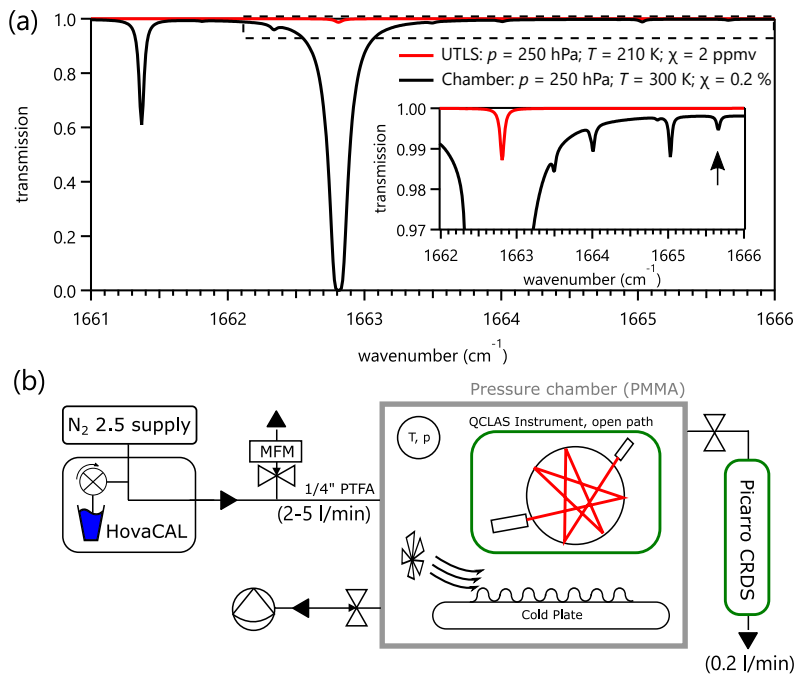 (a)
1.0
0.8
0.6
0.4
0.2
0.0
transmission
1661
1662
1663
1664
1665
1666
wavenumber (cm⁻¹)
UTLS: p = 250 hPa; T = 210 K; χ = 2 ppmv
Chamber: p = 250 hPa; T = 300 K; χ = 0.2 %
1.00
0.99
0.98
0.97
transmission
1662
1663
1664
1665
1666
wavenumber (cm⁻¹)
(b)
N₂ 2.5 supply
HovaCAL
MFM
1/4" PTFA
(2-5 l/min)
Pressure chamber (PMMA)
T, p
QCLAS Instrument, open path
Cold Plate
Picarro CRDS
(0.2 l/min)